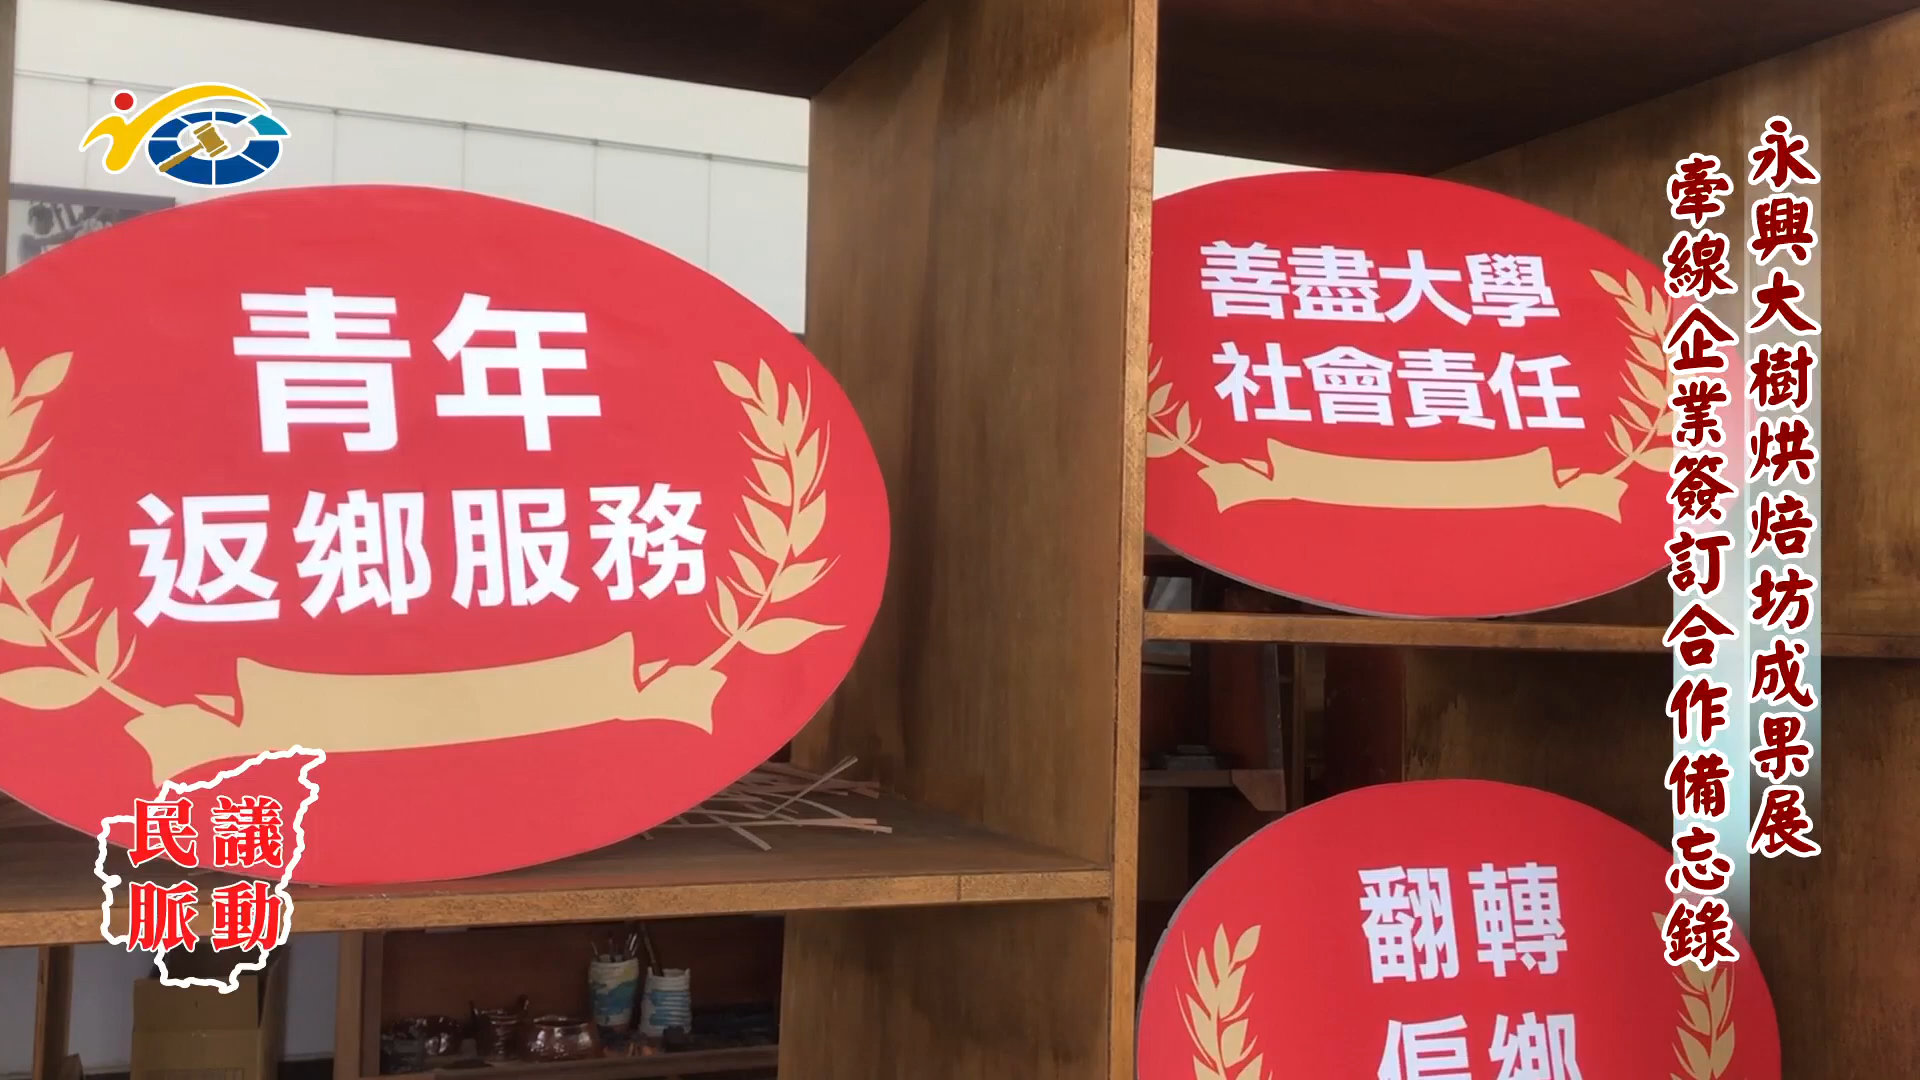 永興大樹烘焙坊成果展
牽線企業簽訂合作備忘錄
青年
返鄉服務
善盡大學
社會責任
翻轉
偏鄉
民議
脈動